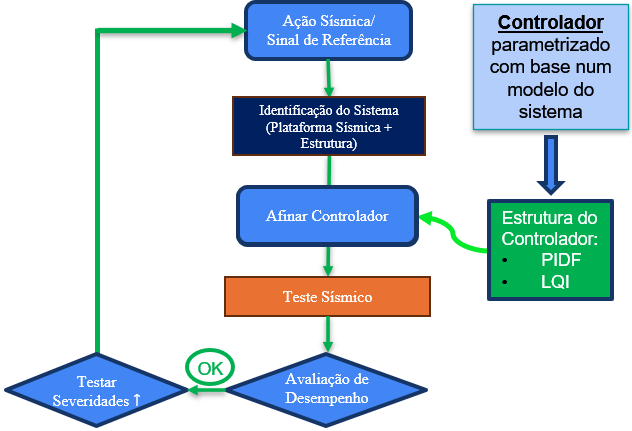 Ação Sísmica/
Sinal de Referência
Controlador
parametrizado
com base num
modelo do
sistema
Identificação do Sistema
(Plataforma Sísmica +
Estrutura)
Afinar Controlador
Estrutura do
Controlador:
• PIDF
• LQI
Teste Sísmico
OK
Testar
Severidades ↑
Avaliação de
Desempenho